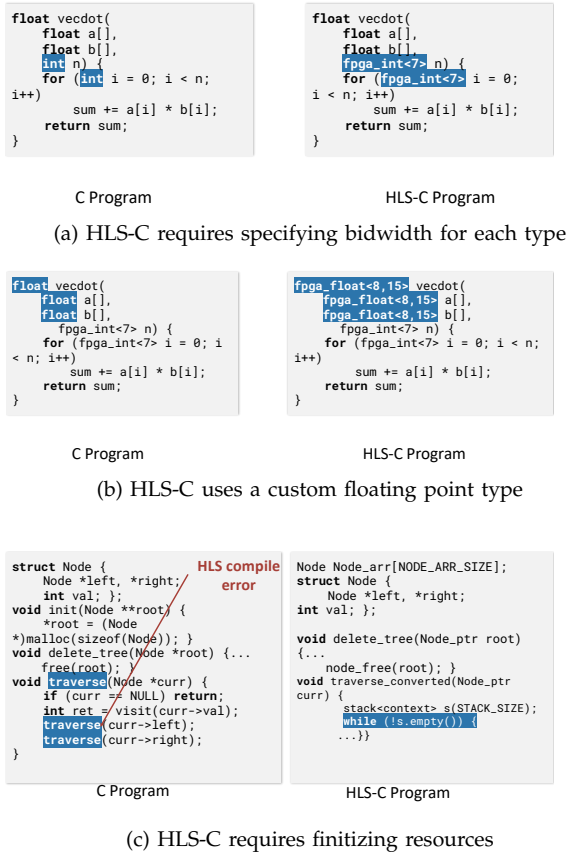 float vecdot(
float a[],
float b[],
int n) {
for (int i = 0; i < n;
i++)
sum += a[i] * b[i];
return sum;
}
C Program
float vecdot(
float a[],
float b[],
fpga_int<7> n) {
for (fpga_int<7> i = 0;
i < n; i++)
sum += a[i] * b[i];
return sum;
}
HLS-C Program
(a) HLS-C requires specifying bidwidth for each type
float vecdot(
float a[],
float b[],
fpga_int<7> n) {
for (fpga_int<7> i = 0; i
< n; i++)
sum += a[i] * b[i];
return sum;
}
C Program
fpga_float<8,15> vecdot(
fpga_float<8,15> a[],
fpga_float<8,15> b[],
fpga_int<7> n) {
for (fpga_int<7> i = 0; i < n;
i++)
sum += a[i] * b[i];
return sum;
}
HLS-C Program
(b) HLS-C uses a custom floating point type
struct Node {
Node *left, *right;
int val; };
void init(Node **root) {
*root = (Node
*)malloc(sizeof(Node)); }
void delete_tree(Node *root) {...
free(root); }
void traverse(Node *curr) {
if (curr == NULL) return;
int ret = visit(curr->val);
traverse(curr->left);
traverse(curr->right);
}
HLS compile
error
C Program
Node Node_arr[NODE_ARR_SIZE];
struct Node {
Node *left, *right;
int val; };
void delete_tree(Node_ptr root)
{...
node_free(root); }
void traverse_converted(Node_ptr
curr) {
stack<context> s(STACK_SIZE);
while (!s.empty()) {
...}}
HLS-C Program
(c) HLS-C requires finitizing resources